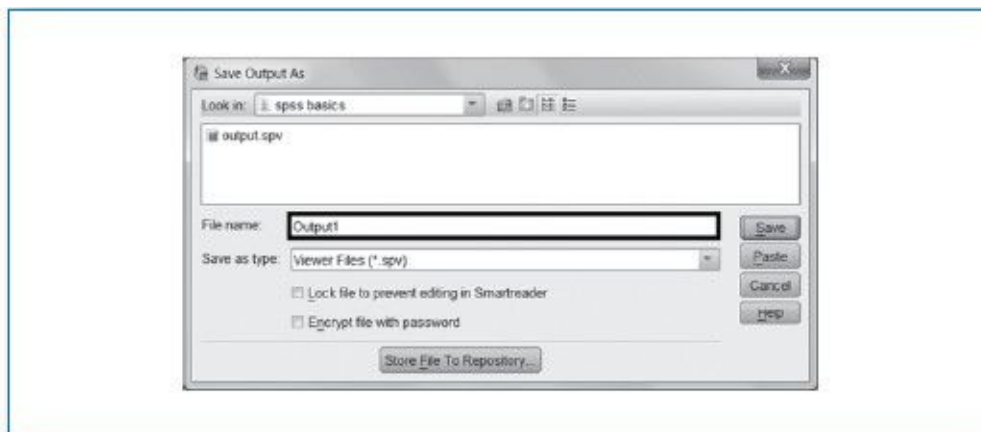 Save Output As
Look in: spss basics
output.spv
File name: Output1
Save as type: Viewer Files (*.spv)
Lock file to prevent editing in Smartreader
Encrypt file with password
Save
Paste
Cancel
Help
Store File To Repository...